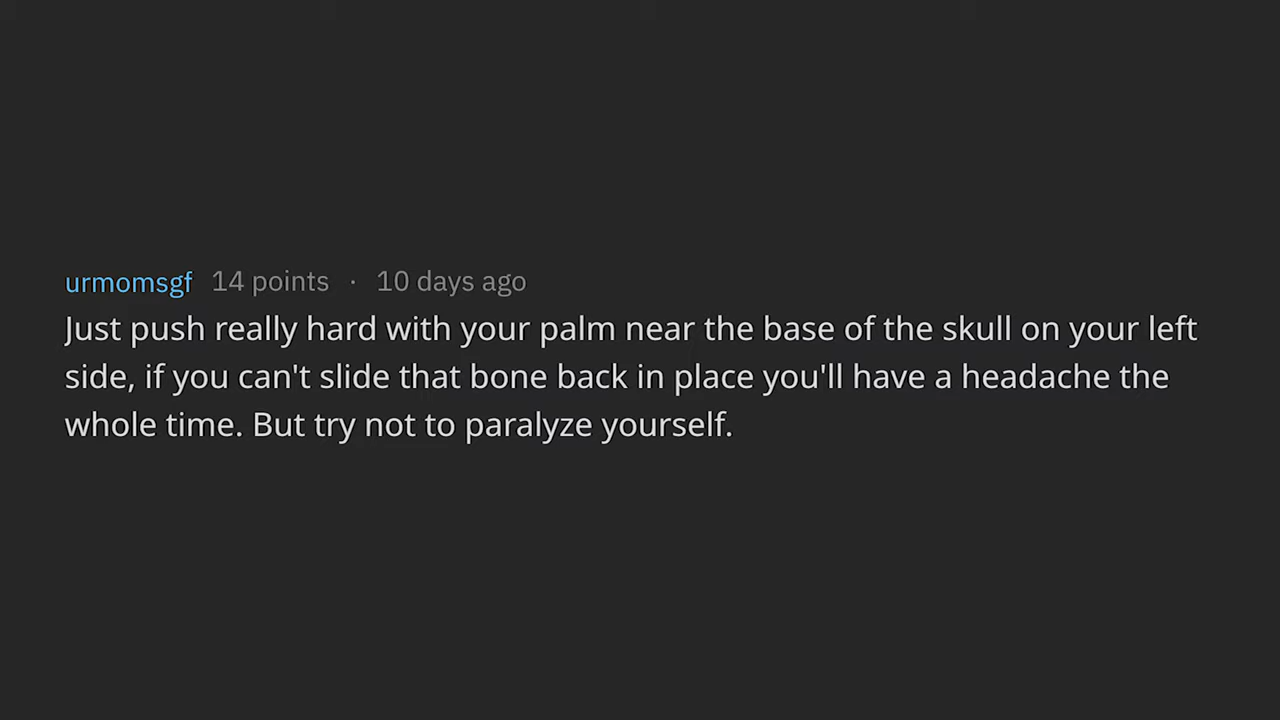 urmomsgf 14 points · 10 days ago
Just push really hard with your palm near the base of the skull on your left
side, if you can't slide that bone back in place you'll have a headache the
whole time. But try not to paralyze yourself.